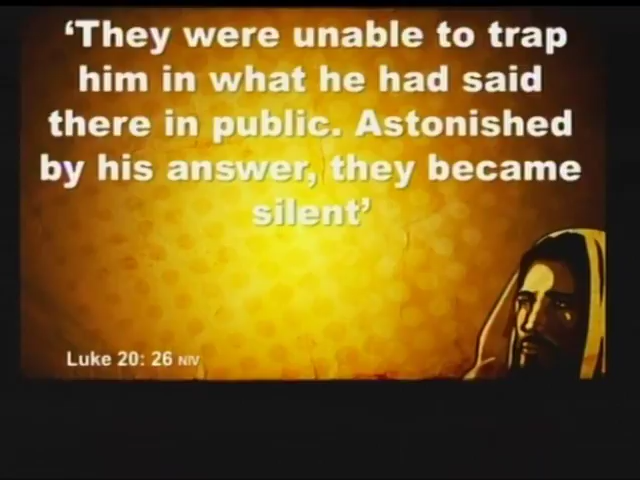 ‘They were unable to trap
him in what he had said
there in public. Astonished
by his answer, they became
silent’
Luke 20: 26 NIV